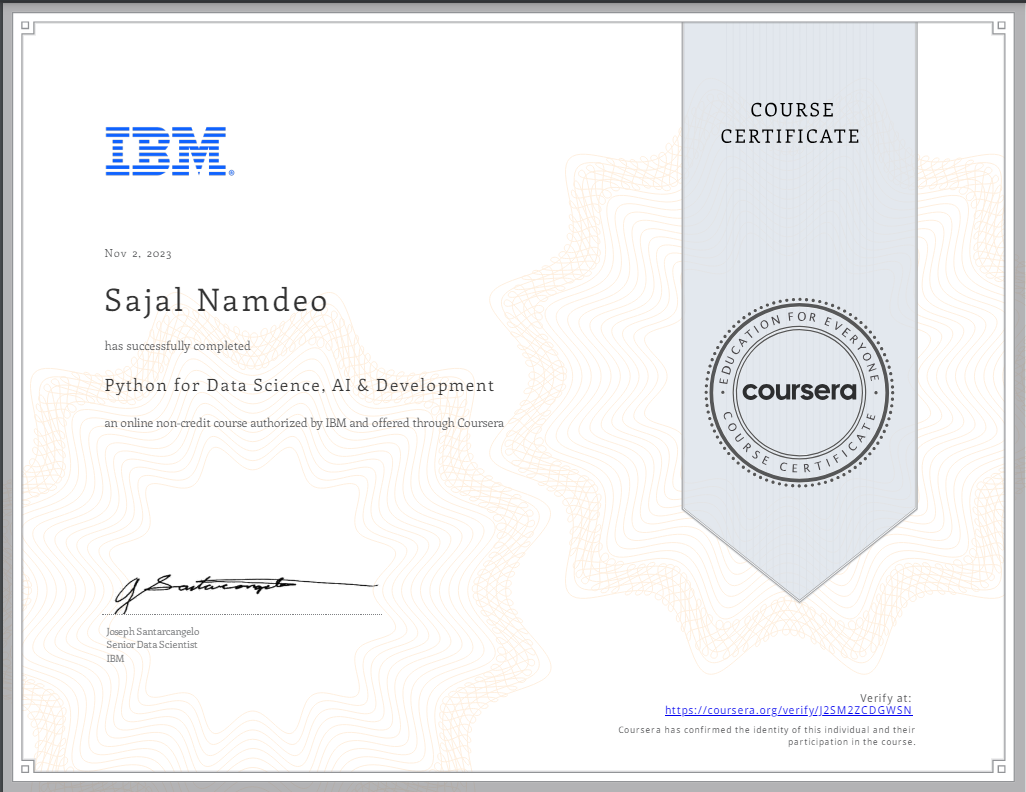 IBM®
COURSE
CERTIFICATE
Nov 2, 2023
Sajal Namdeo
has successfully completed
Python for Data Science, AI & Development
an online non-credit course authorized by IBM and offered through Coursera
EDUCATION FOR EVERYONE
coursera
COURSE CERTIFICATE
J Santarcangelo
Joseph Santarcangelo
Senior Data Scientist
IBM
Verify at:
https://coursera.org/verify/J2SM2ZCDGWSN
Coursera has confirmed the identity of this individual and their
participation in the course.